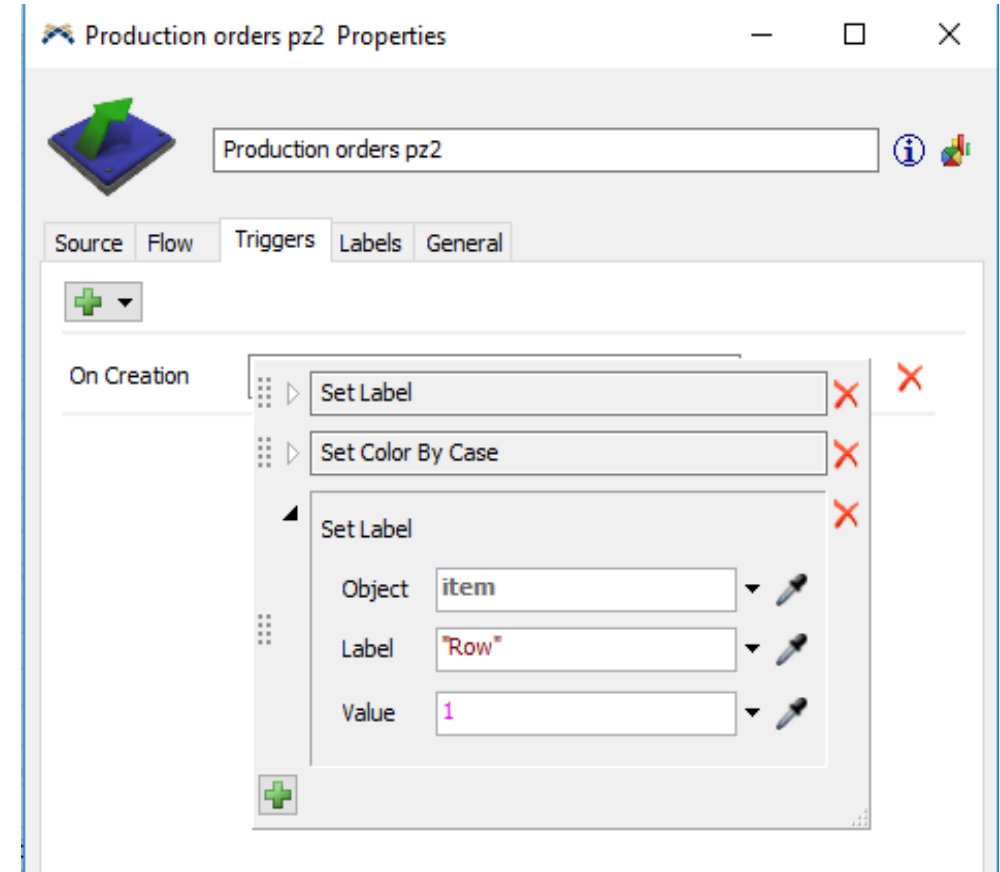 Production orders pz2 Properties
Production orders pz2
Source Flow Triggers Labels General
On Creation
Set Label
Set Color By Case
Set Label
Object item
Label "Row"
Value 1